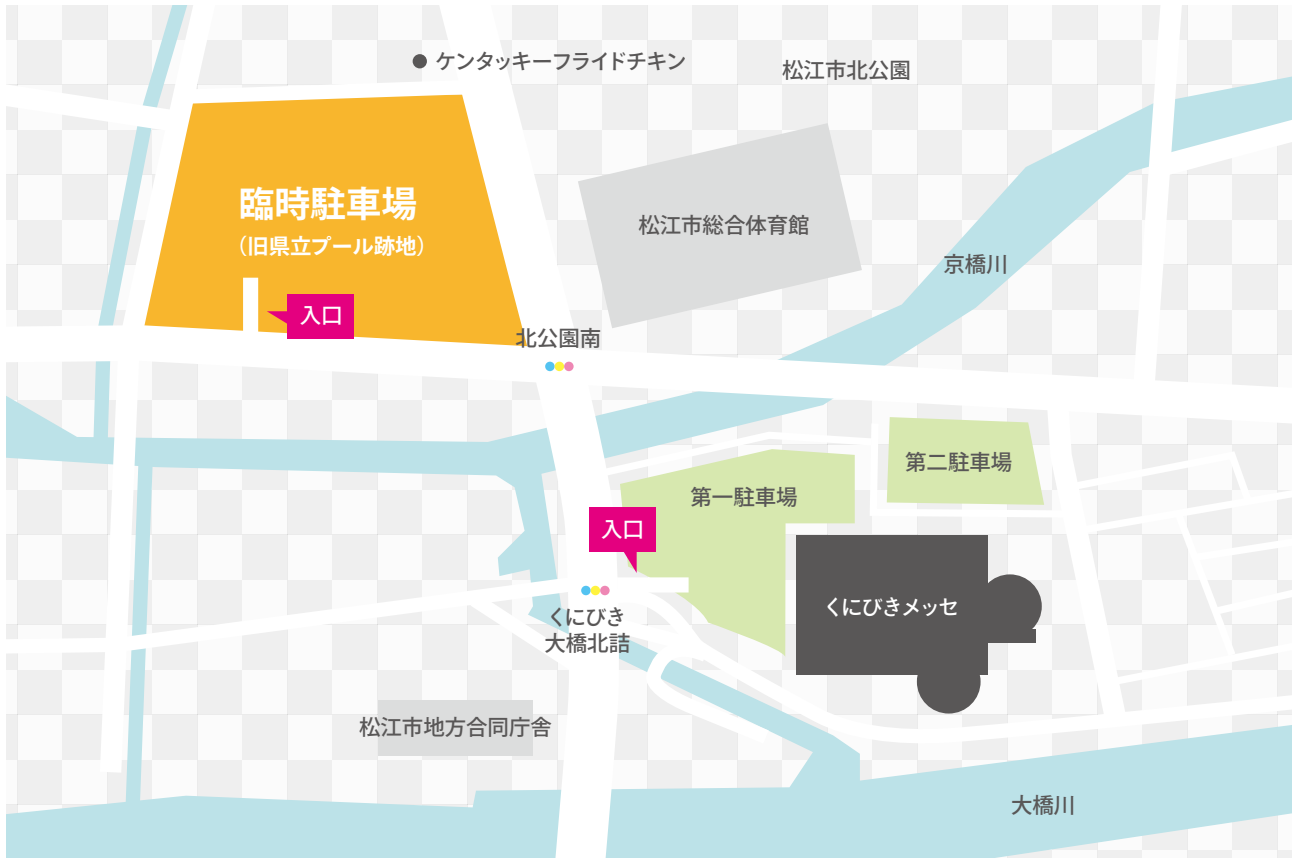 ケンタッキーフライドチキン
松江市北公園
臨時駐車場
（旧県立プール跡地）
松江市総合体育館
京橋川
入口
北公園南
第二駐車場
第一駐車場
入口
くにびきメッセ
くにびき
大橋北詰
松江市地方合同庁舎
大橋川